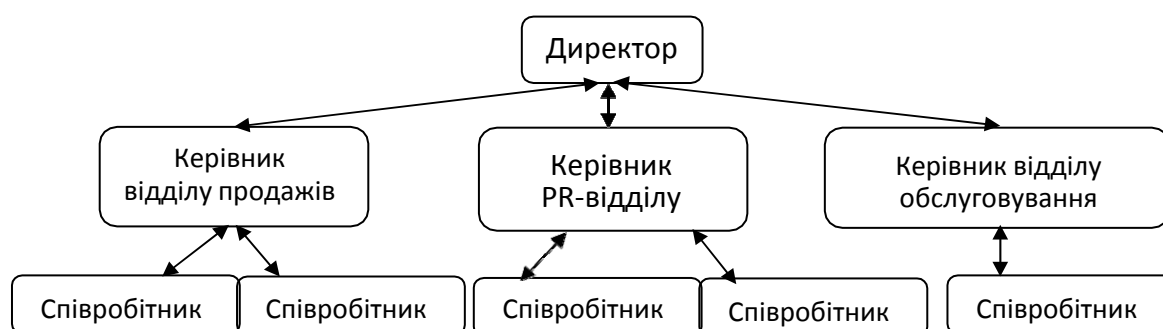 Директор
Керівник
відділу продажів
Керівник
PR-відділу
Керівник відділу
обслуговування
Співробітник
Співробітник
Співробітник
Співробітник
Співробітник